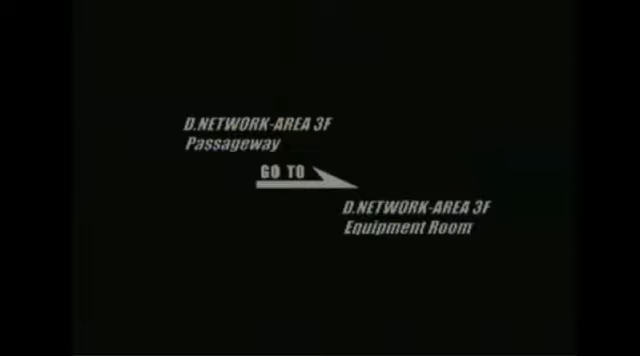 D.NETWORK-AREA 3F
Passageway
GO TO
D.NETWORK-AREA 3F
Equipment Room